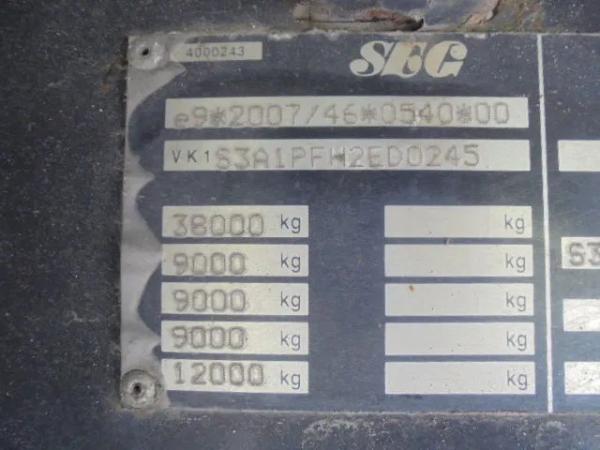 4000243 SEG
e9*2007/46*0540*00
VK1S3A1PFH2ED0245
38000 kg kg
9000 kg kg
S3
9000 kg kg
9000 kg kg
12000 kg kg